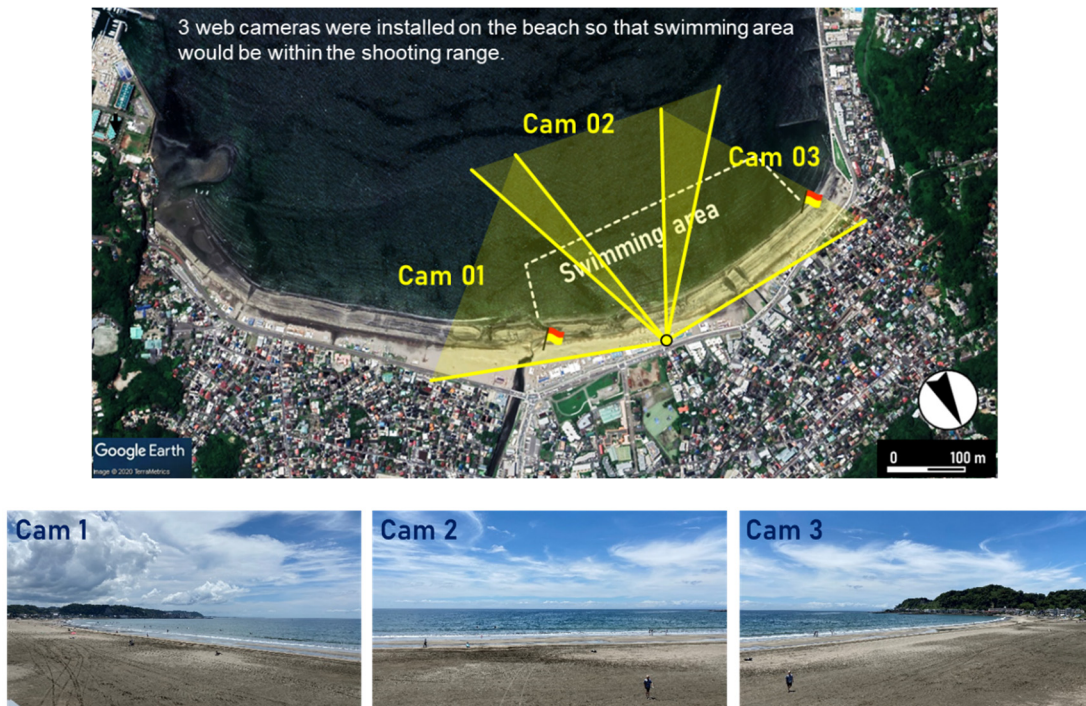 3 web cameras were installed on the beach so that swimming area
would be within the shooting range.
Cam 02
Cam 03
Cam 01
Swimming area
Google Earth
Image © 2020 TerraMetrics
0 100 m
Cam 1
Cam 2
Cam 3